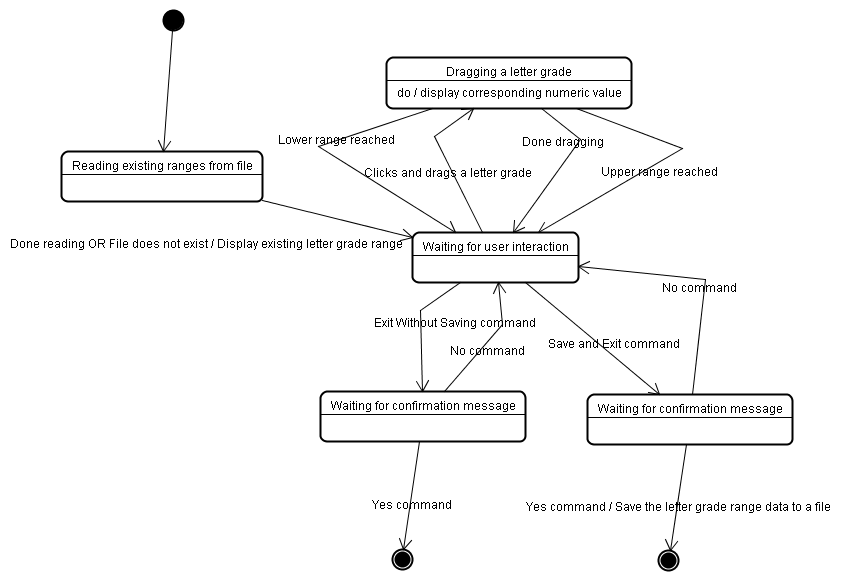 Dragging a letter grade
do / display corresponding numeric value
Lower range reached
Done dragging
Reading existing ranges from file
Clicks and drags a letter grade
Upper range reached
Done reading OR File does not exist / Display existing letter grade range
Waiting for user interaction
No command
Exit Without Saving command
Save and Exit command
No command
Waiting for confirmation message
Waiting for confirmation message
Yes command
Yes command / Save the letter grade range data to a file